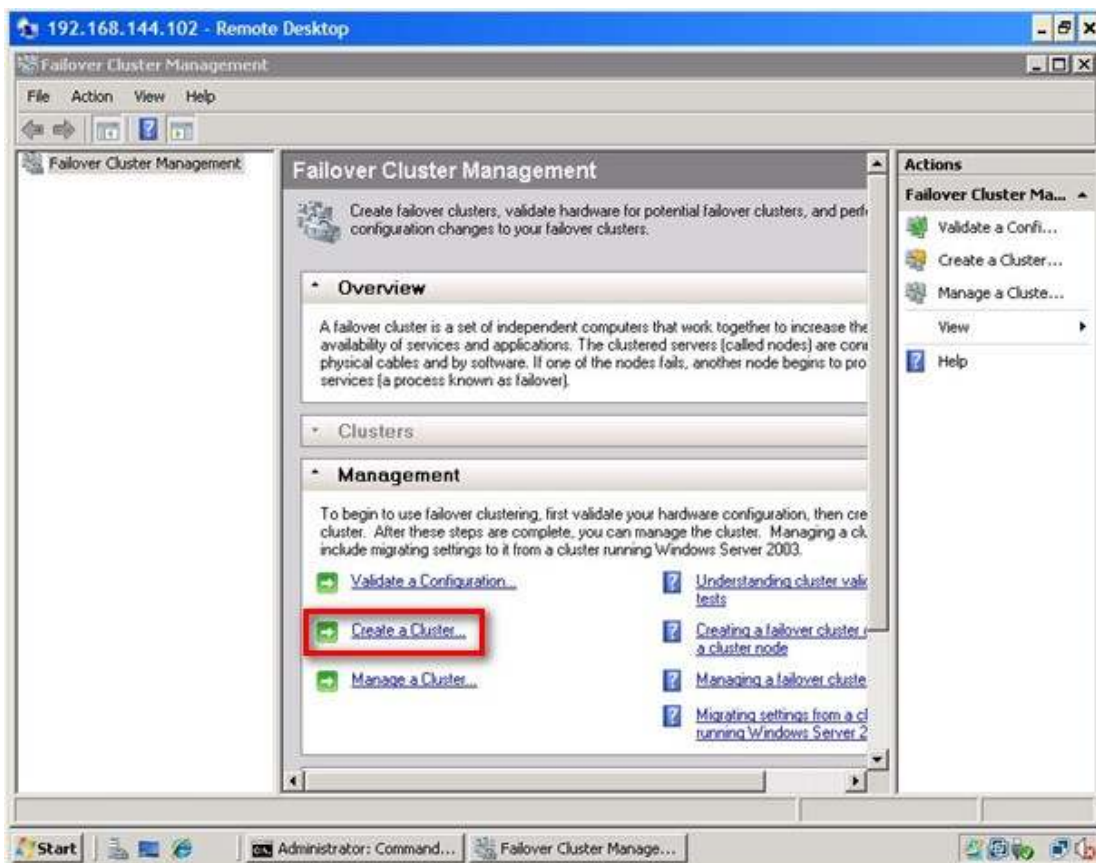 192.168.144.102 - Remote Desktop
Failover Cluster Management
File Action View Help
Failover Cluster Management
Failover Cluster Management
Create failover clusters, validate hardware for potential failover clusters, and perfo
configuration changes to your failover clusters.
Overview
A failover cluster is a set of independent computers that work together to increase the
availability of services and applications. The clustered servers (called nodes) are conn
physical cables and by software. If one of the nodes fails, another node begins to pro
services (a process known as failover).
Clusters
Management
To begin to use failover clustering, first validate your hardware configuration, then cre
cluster. After these steps are complete, you can manage the cluster. Managing a clu
include migrating settings to it from a cluster running Windows Server 2003.
Validate a Configuration...
Create a Cluster...
Manage a Cluster...
Understanding cluster valid
tests
Creating a failover cluster
a cluster node
Managing a failover cluste
Migrating settings from a cl
running Windows Server 2
Actions
Failover Cluster Ma...
Validate a Confi...
Create a Cluster...
Manage a Cluste...
View
Help
Start
Administrator: Command...
Failover Cluster Manage...